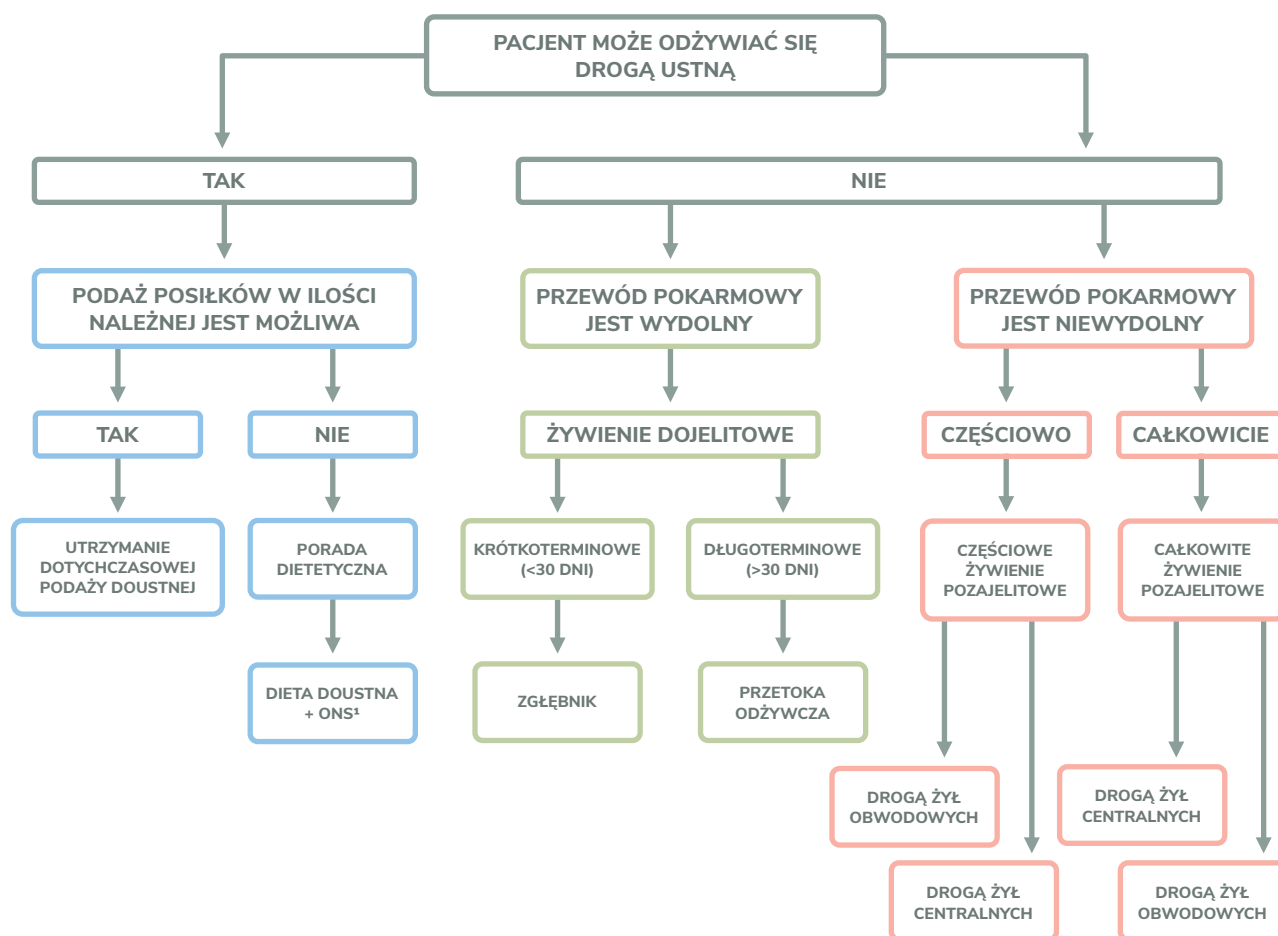 PACJENT MOŻE ODŻYWIAĆ SIĘ
DROGĄ USTNĄ
TAK
NIE
PODAŻ POSIŁKÓW W ILOŚCI
NALEŻNEJ JEST MOŻLIWA
PRZEWÓD POKARMOWY
JEST WYDOLNY
PRZEWÓD POKARMOWY
JEST NIEWYDOLNY
TAK
NIE
ŻYWIENIE DOJELITOWE
CZĘŚCIOWO
CAŁKOWICIE
UTRZYMANIE
DOTYCHCZASOWEJ
PODAŻY DOUSTNEJ
PORADA
DIETETYCZNA
KRÓTKOTERMINOWE
(<30 DNI)
DŁUGOTERMINOWE
(>30 DNI)
CZĘŚCIOWE
ŻYWIENIE
POZAJELITOWE
CAŁKOWITE
ŻYWIENIE
POZAJELITOWE
DIETA DOUSTNA
+ ONS¹
ZGŁĘBNIK
PRZETOKA
ODŻYWCZA
DROGĄ ŻYŁ
OBWODOWYCH
DROGĄ ŻYŁ
CENTRALNYCH
DROGĄ ŻYŁ
CENTRALNYCH
DROGĄ ŻYŁ
OBWODOWYCH